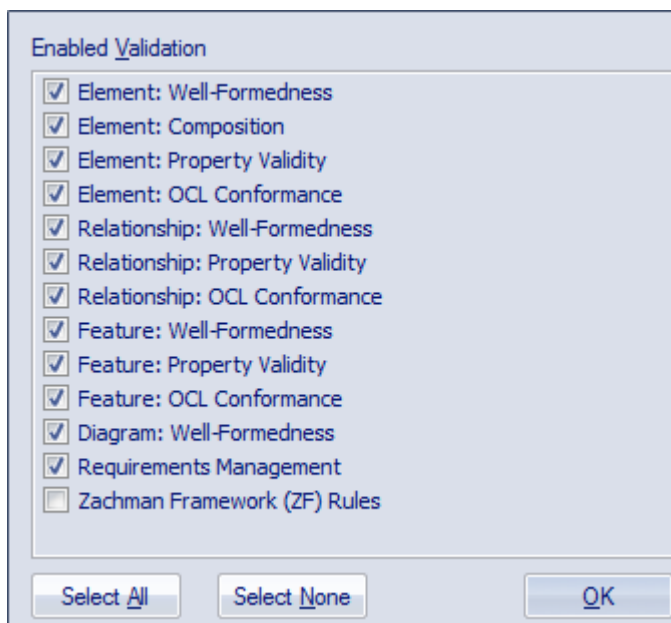 Enabled Validation
Element: Well-Formedness
Element: Composition
Element: Property Validity
Element: OCL Conformance
Relationship: Well-Formedness
Relationship: Property Validity
Relationship: OCL Conformance
Feature: Well-Formedness
Feature: Property Validity
Feature: OCL Conformance
Diagram: Well-Formedness
Requirements Management
Zachman Framework (ZF) Rules
Select All Select None OK